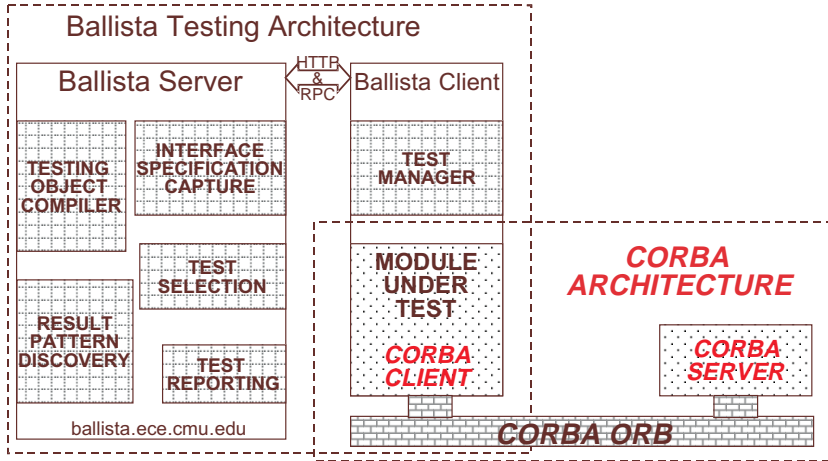 Ballista Testing Architecture
Ballista Server
HTTP
&
RPC
Ballista Client
TESTING
OBJECT
COMPILER
INTERFACE
SPECIFICATION
CAPTURE
TEST
MANAGER
TEST
SELECTION
MODULE
UNDER
TEST
CORBA
ARCHITECTURE
RESULT
PATTERN
DISCOVERY
TEST
REPORTING
CORBA
CLIENT
CORBA
SERVER
ballista.ece.cmu.edu
CORBA ORB